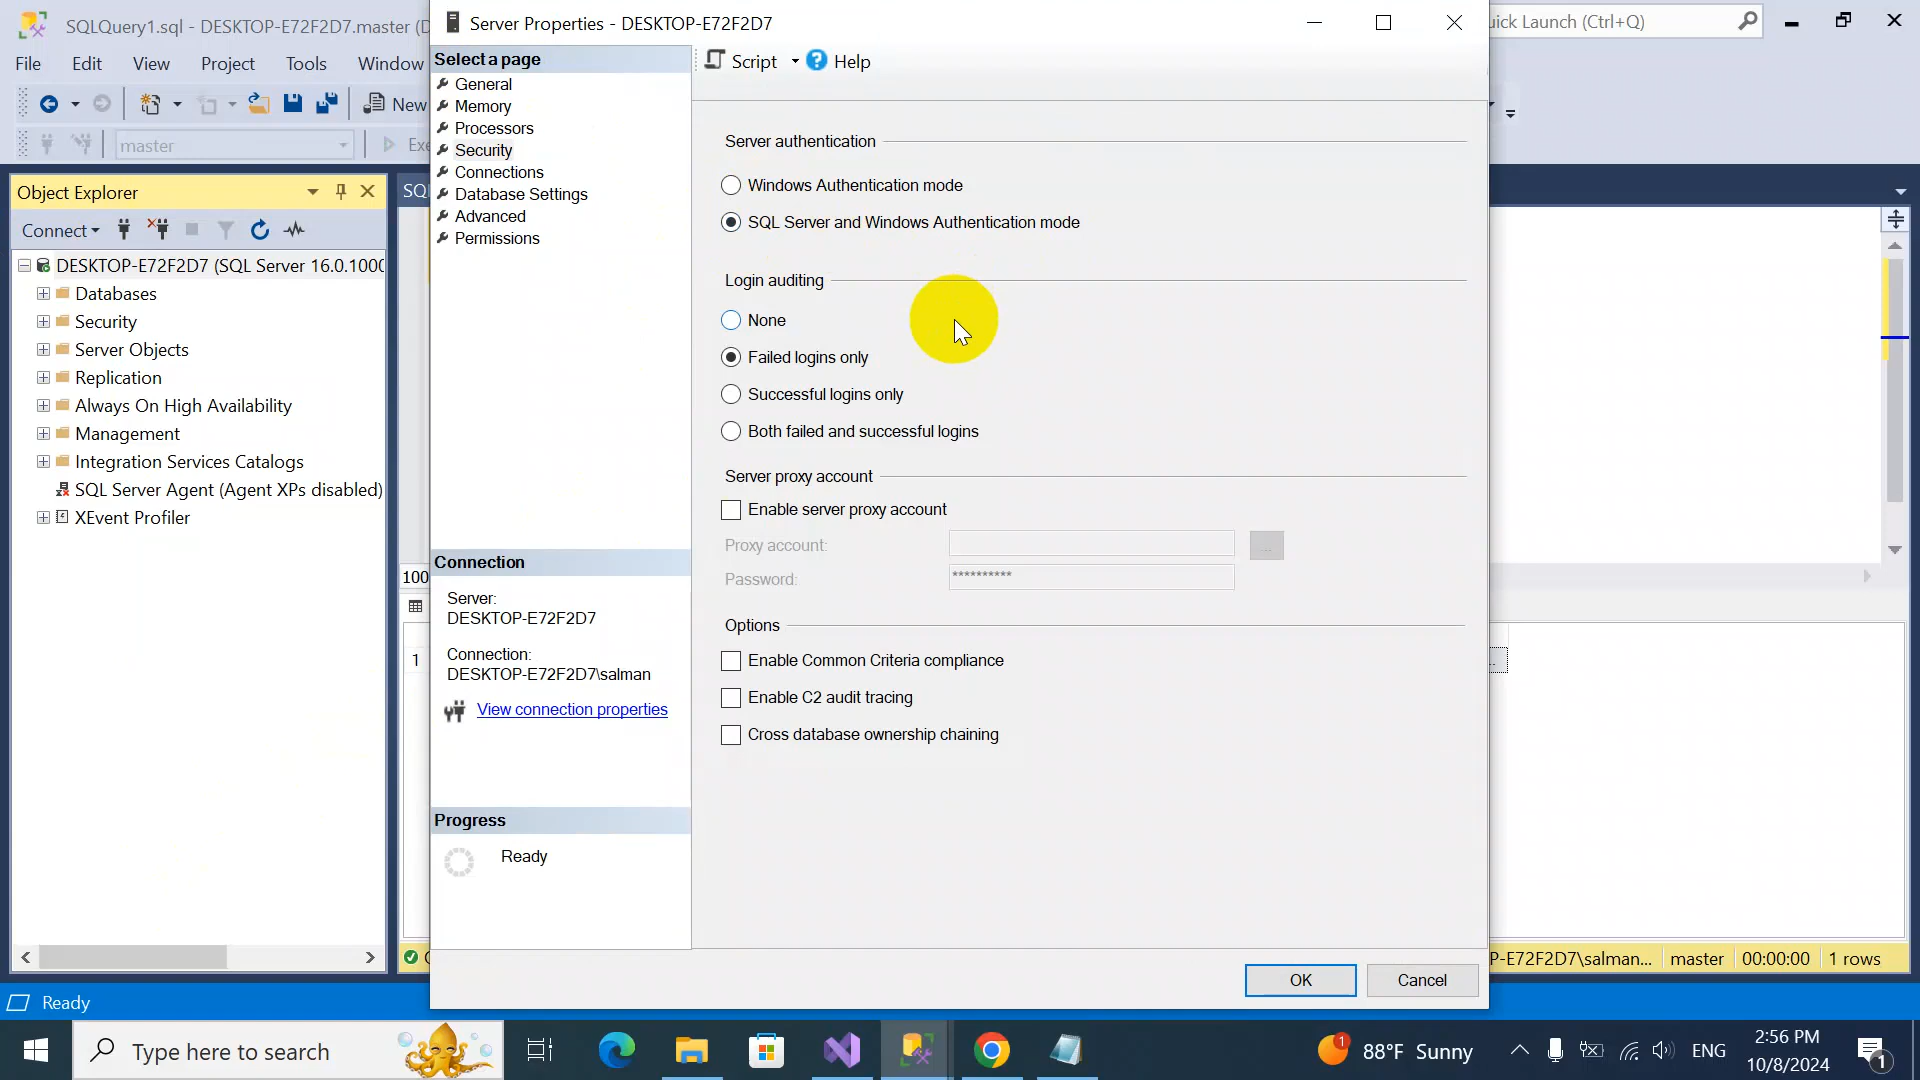 SQLQuery1.sql - DESKTOP-E72F2D7.master (D
Server Properties - DESKTOP-E72F2D7
uick Launch (Ctrl+Q)
File Edit View Project Tools Window
Select a page
Script
Help
General
Memory
Processors
Security
Connections
Database Settings
Advanced
Permissions
New
master
Exe
Object Explorer
SQ
Connect
DESKTOP-E72F2D7 (SQL Server 16.0.1000
Databases
Security
Server Objects
Replication
Always On High Availability
Management
Integration Services Catalogs
SQL Server Agent (Agent XPs disabled)
XEvent Profiler
Server authentication
Windows Authentication mode
SQL Server and Windows Authentication mode
Login auditing
None
Failed logins only
Successful logins only
Both failed and successful logins
Server proxy account
Enable server proxy account
Proxy account:
...
Password:
**********
Options
Enable Common Criteria compliance
Enable C2 audit tracing
Cross database ownership chaining
Connection
100
Server:
DESKTOP-E72F2D7
1
Connection:
DESKTOP-E72F2D7\salman
View connection properties
Progress
Ready
OK
Cancel
P-E72F2D7\salman... master 00:00:00 1 rows
Ready
Type here to search
1
88°F Sunny
ENG
2:56 PM
10/8/2024
1